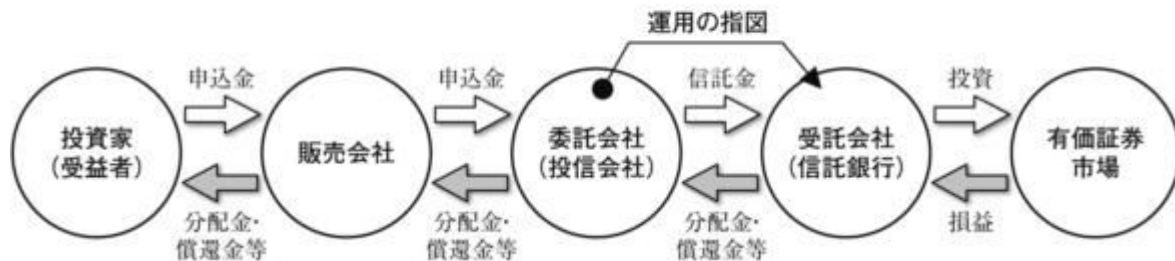 運用の指図
申込金
申込金
信託金
投資
投資家
(受益者)
販売会社
委託会社
(投信会社)
受託会社
(信託銀行)
有価証券
市場
分配金・
償還金等
分配金・
償還金等
分配金・
償還金等
損益